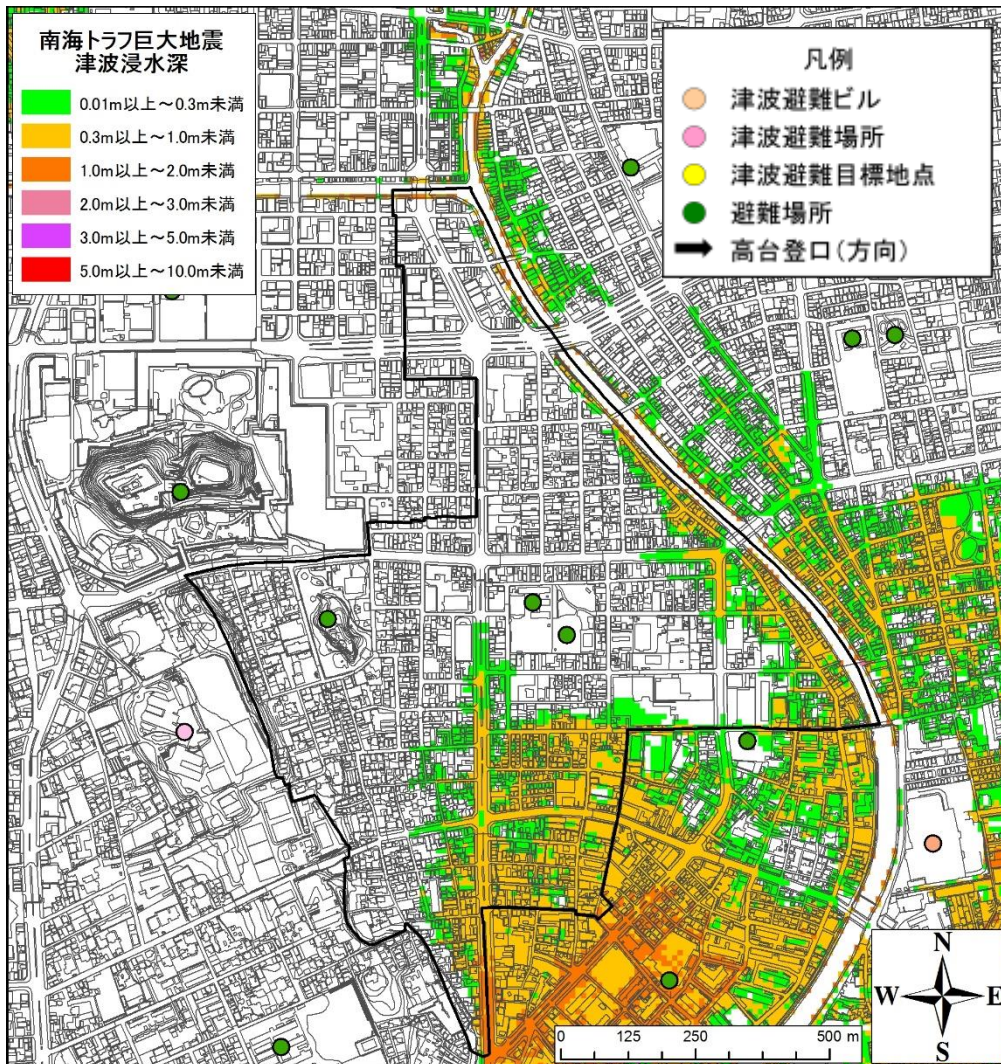 南海トラフ巨大地震
津波浸水深
0.01m以上～0.3m未満
0.3m以上～1.0m未満
1.0m以上～2.0m未満
2.0m以上～3.0m未満
3.0m以上～5.0m未満
5.0m以上～10.0m未満
凡例
津波避難ビル
津波避難場所
津波避難目標地点
避難場所
高台登口(方向)
N
W E
S
0 125 250 500 m